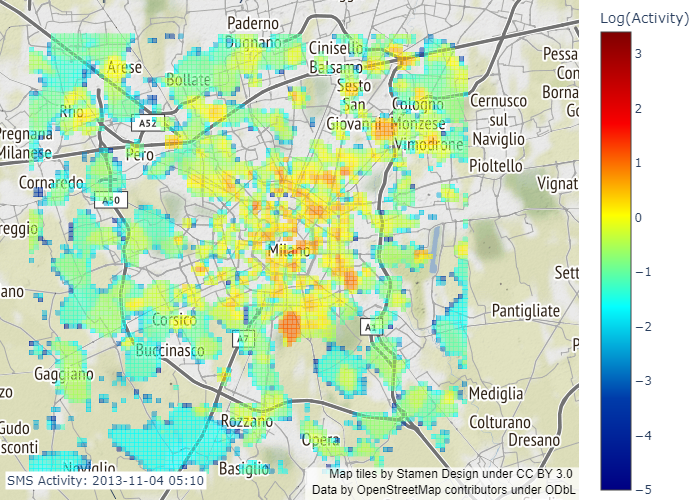 Log(Activity)
3
2
1
0
−1
−2
−3
−4
−5
Paderno
Dugnano
Cinisello
Balsamo
Arese
Bollate
Sesto
San
Giovanni
Cologno
Monzese
Vimodrone
Cernusco
sul
Naviglio
Pioltello
Pessa
Con
Borna
Go
Rho
A52
Pregnana
Milanese
Pero
Cornaredo
A50
Vignat
reggio
Milano
Sett
ano
Pantigliate
Corsico
A7
A1
P
Buccinasco
Gaggiano
zo
Mediglia
Rozzano
Colturano
Gudo
sconti
Opera
Dresano
Noviglio
Basiglio
SMS Activity: 2013-11-04 05:10
Map tiles by Stamen Design under CC BY 3.0
Data by OpenStreetMap contributors under ODbL